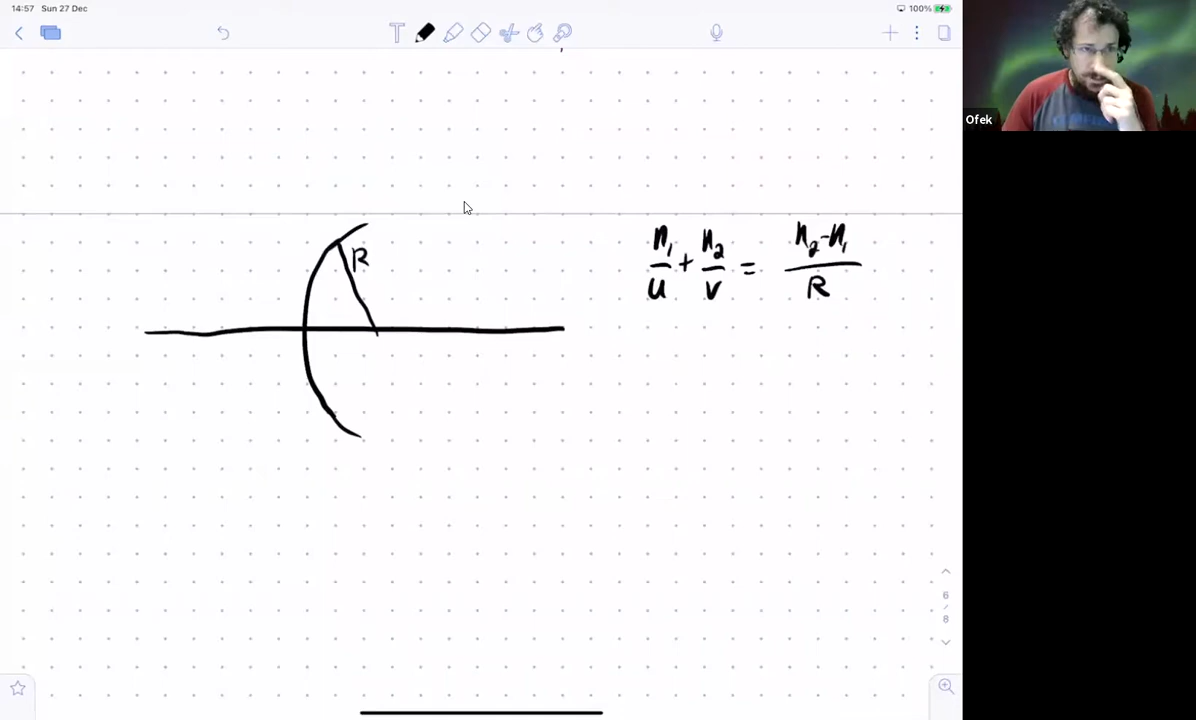 14:57 Sun 27 Dec
100%
T
Ofek
R
n₁/u + n₂/v = (n₂-n₁)/R
6
/
8